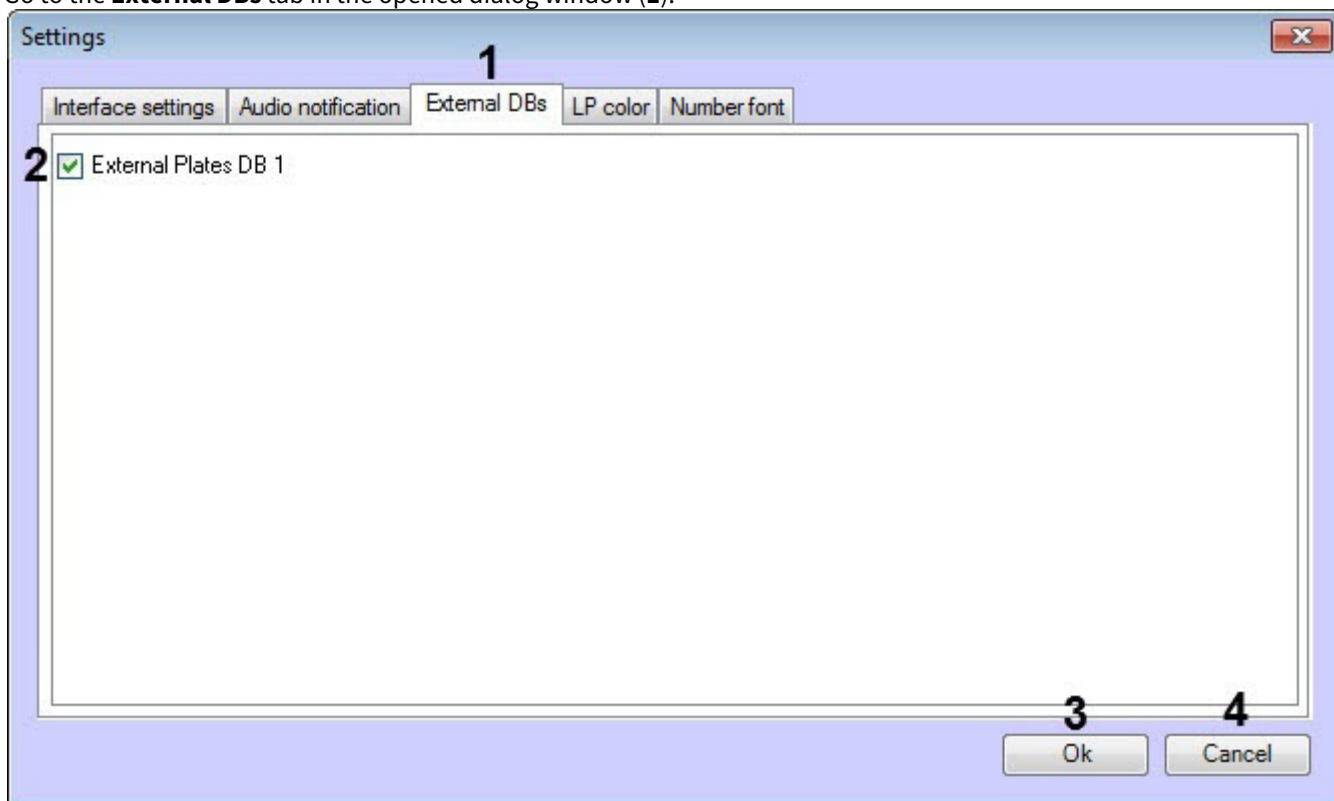 Go to the External DBs tab in the opened dialog window (1).
Settings
1
Interface settings Audio notification External DBs LP color Number font
2 External Plates DB 1
3 4
Ok Cancel